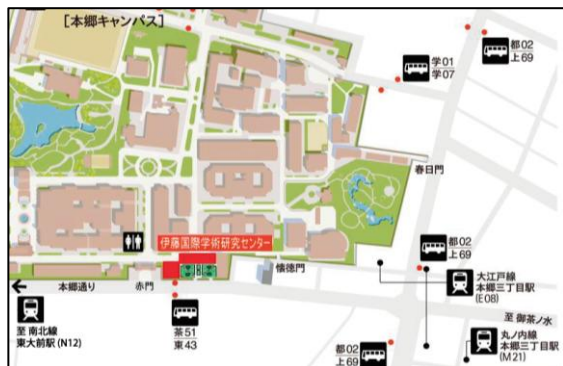 [本郷キャンパス]
都02
上69
学01
学07
春日門
伊藤国際学術研究センター
懐徳門
都02
上69
大江戸線
本郷三丁目駅
(E08)
本郷通り
赤門
至 御茶ノ水
至 南北線
東大前駅 (N12)
茶51
東43
都02
上69
丸ノ内線
本郷三丁目駅
(M21)